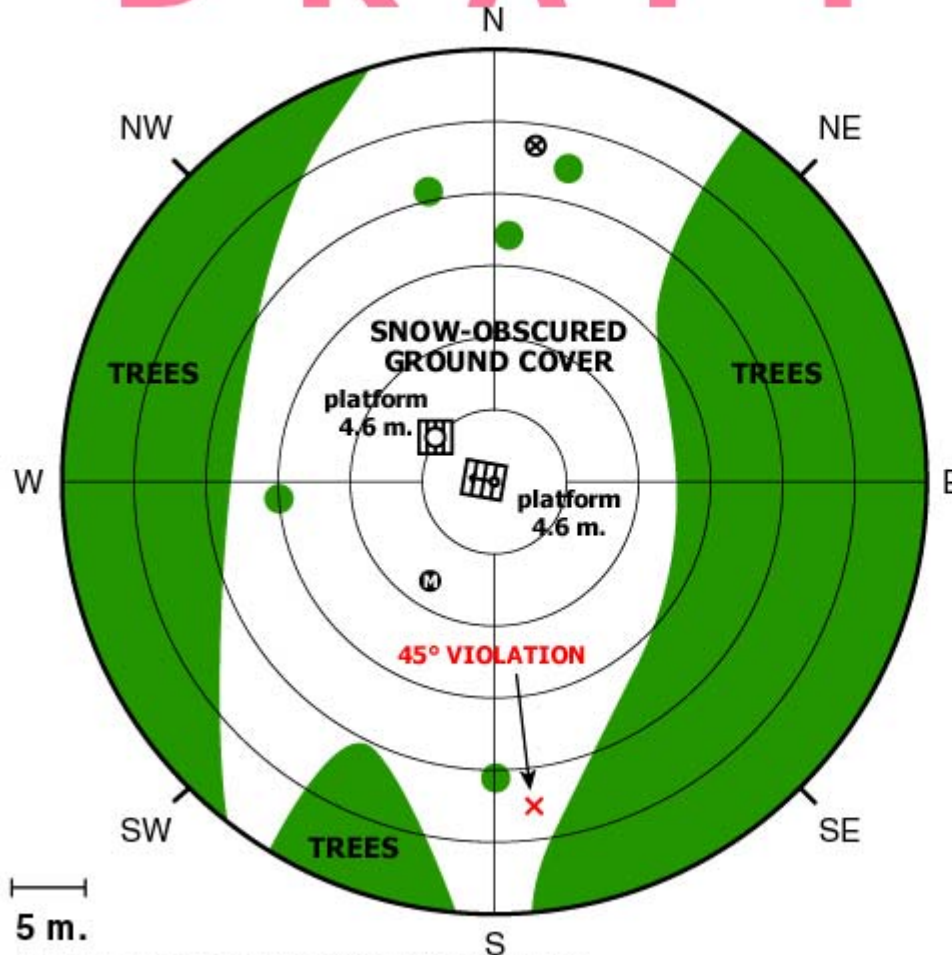 DRAFT
N
NW
NE
SNOW-OBSCURED
GROUND COVER
TREES
TREES
platform
4.6 m.
W
E
platform
4.6 m.
M
45° VIOLATION
SW
SE
TREES
5 m.
S